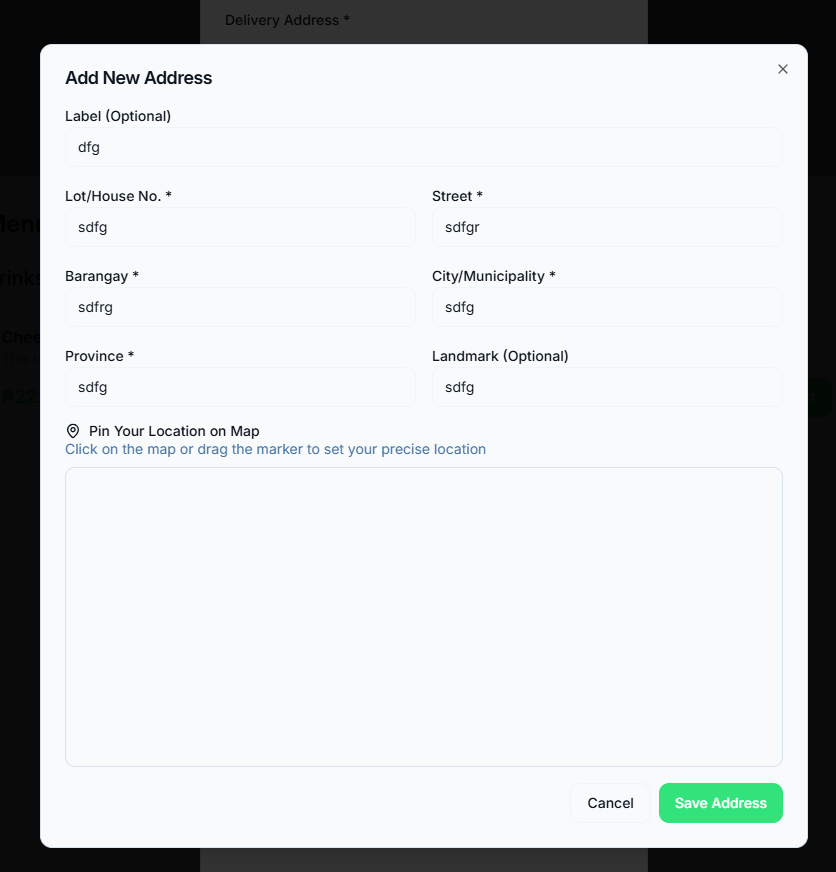 Delivery Address *
Add New Address
Label (Optional)
dfg
Lot/House No. *
Street *
sdfg
sdfgr
Barangay *
City/Municipality *
sdfrg
sdfg
Province *
Landmark (Optional)
sdfg
sdfg
Pin Your Location on Map
Click on the map or drag the marker to set your precise location
Cancel
Save Address